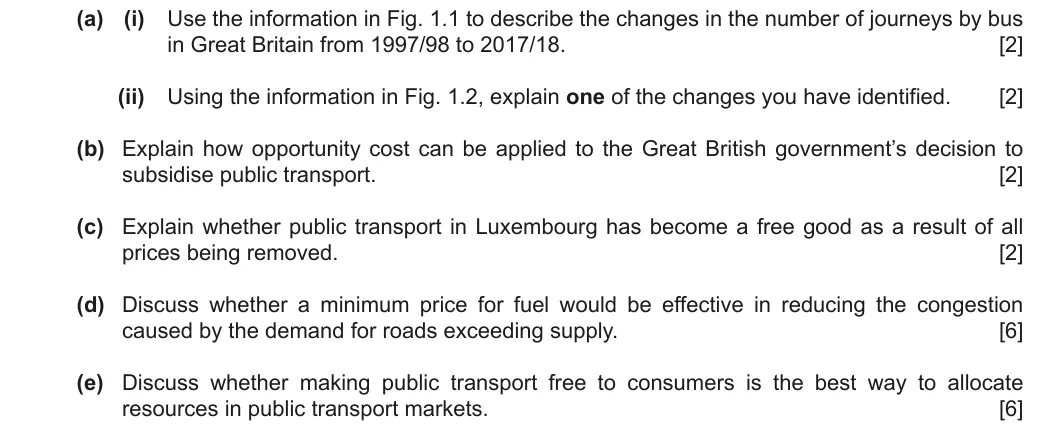 (a) (i) Use the information in Fig. 1.1 to describe the changes in the number of journeys by bus
in Great Britain from 1997/98 to 2017/18. [2]
(ii) Using the information in Fig. 1.2, explain one of the changes you have identified. [2]
(b) Explain how opportunity cost can be applied to the Great British government’s decision to
subsidise public transport. [2]
(c) Explain whether public transport in Luxembourg has become a free good as a result of all
prices being removed. [2]
(d) Discuss whether a minimum price for fuel would be effective in reducing the congestion
caused by the demand for roads exceeding supply. [6]
(e) Discuss whether making public transport free to consumers is the best way to allocate
resources in public transport markets. [6]